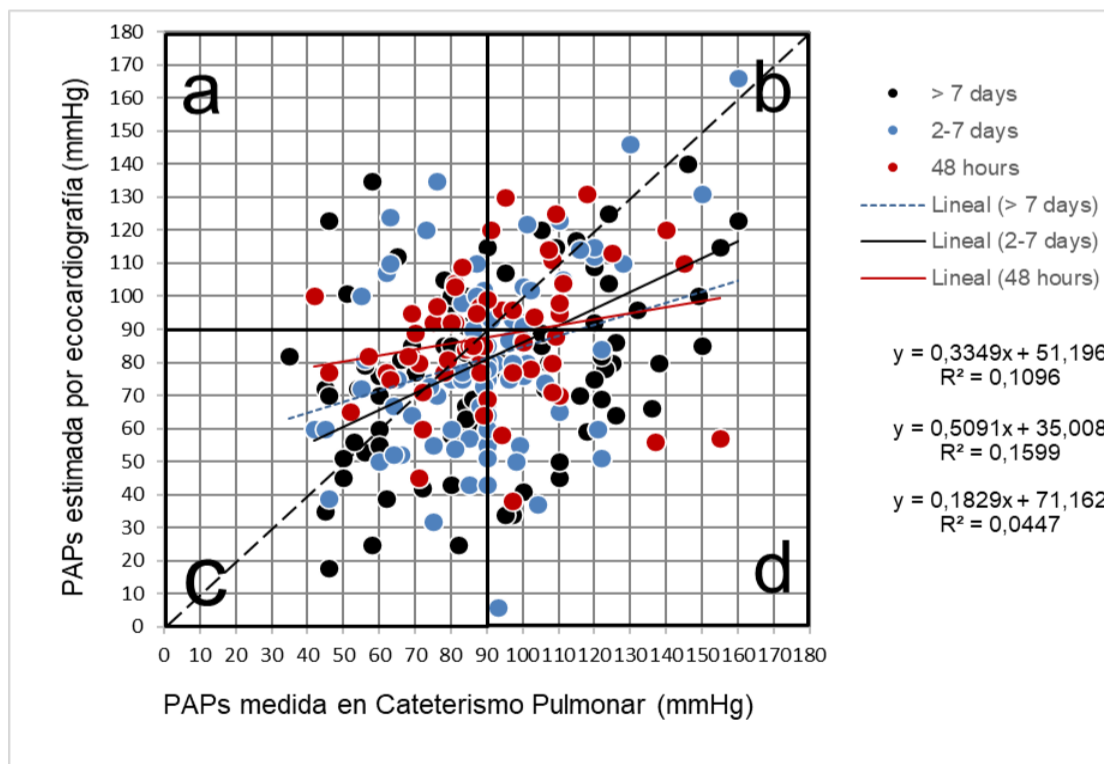 PAPs estimada por ecocardiografía (mmHg)
180
170
160
150
140
130
120
110
100
90
80
70
60
50
40
30
20
10
0
a
b
c
d
0 10 20 30 40 50 60 70 80 90 100 110 120 130 140 150 160 170 180
PAPs medida en Cateterismo Pulmonar (mmHg)
> 7 days
2-7 days
48 hours
Lineal (> 7 days)
Lineal (2-7 days)
Lineal (48 hours)
y = 0,3349x + 51,196
R² = 0,1096
y = 0,5091x + 35,008
R² = 0,1599
y = 0,1829x + 71,162
R² = 0,0447